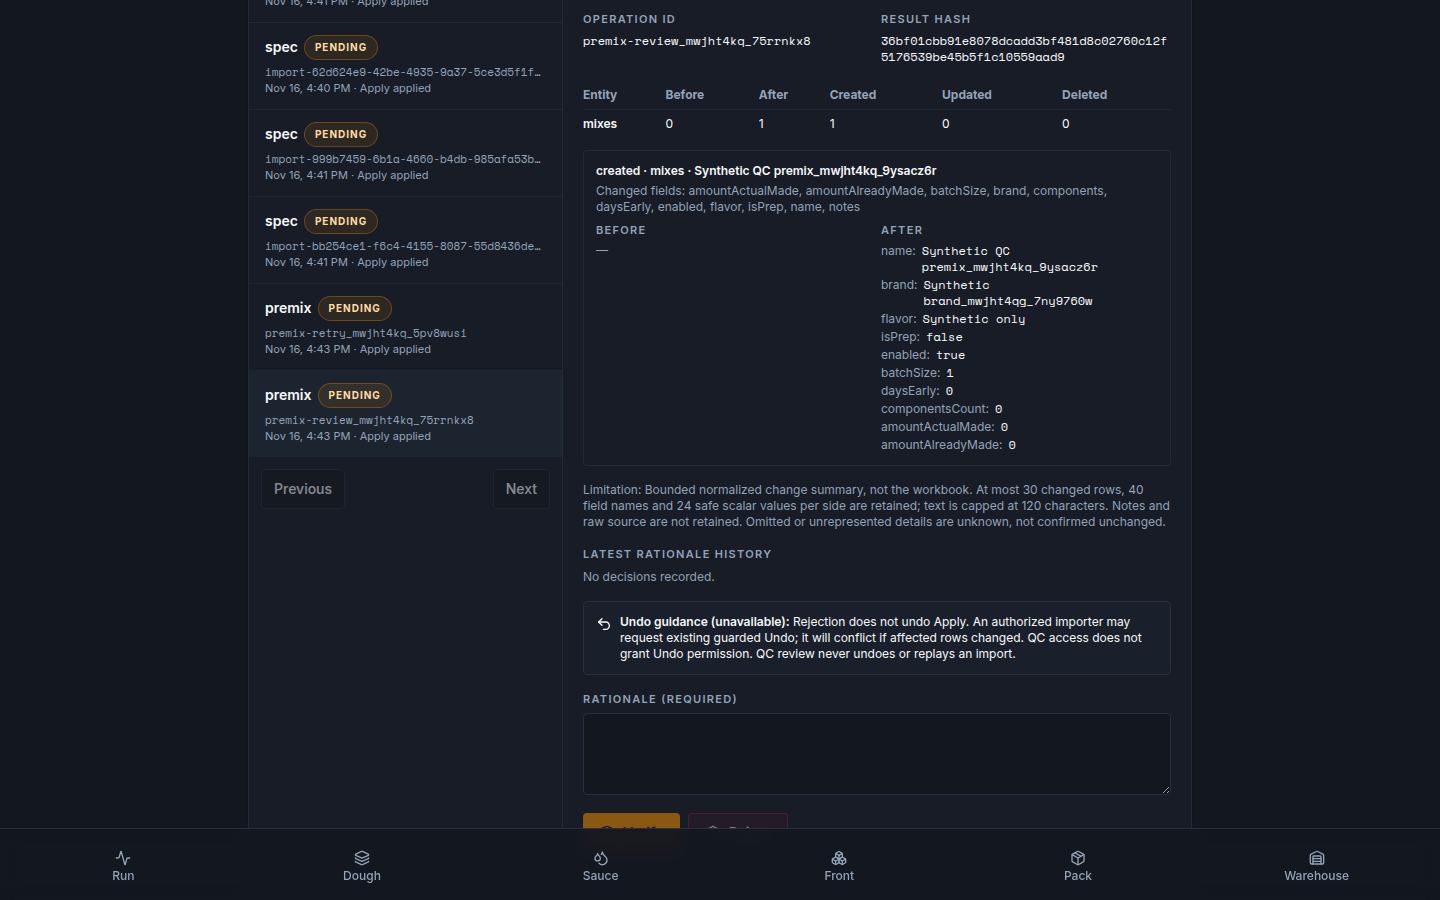 Nov 16, 4:41 PM · Apply applied
spec PENDING
import-62d624e9-42be-4935-9a37-5ce3d5f1f…
Nov 16, 4:40 PM · Apply applied
spec PENDING
import-999b7459-6b1a-4660-b4db-985afa53b…
Nov 16, 4:41 PM · Apply applied
spec PENDING
import-bb254ce1-f6c4-4155-8087-55d8436de…
Nov 16, 4:41 PM · Apply applied
premix PENDING
premix-retry_mwjht4kq_5pv8wusi
Nov 16, 4:43 PM · Apply applied
premix PENDING
premix-review_mwjht4kq_75rrnkx8
Nov 16, 4:43 PM · Apply applied
Previous Next
OPERATION ID
premix-review_mwjht4kq_75rrnkx8
RESULT HASH
36bf01cbb91e8078dcadd3bf481d8c02760c12f
5176539be45b5f1c10559aad9
Entity Before After Created Updated Deleted
mixes 0 1 1 0 0
created · mixes · Synthetic QC premix_mwjht4kq_9ysacz6r
Changed fields: amountActualMade, amountAlreadyMade, batchSize, brand, components,
daysEarly, enabled, flavor, isPrep, name, notes
BEFORE
—
AFTER
name: Synthetic QC
premix_mwjht4kq_9ysacz6r
brand: Synthetic
brand_mwjht4qg_7ny9760w
flavor: Synthetic only
isPrep: false
enabled: true
batchSize: 1
daysEarly: 0
componentsCount: 0
amountActualMade: 0
amountAlreadyMade: 0
Limitation: Bounded normalized change summary, not the workbook. At most 30 changed rows, 40
field names and 24 safe scalar values per side are retained; text is capped at 120 characters. Notes and
raw source are not retained. Omitted or unrepresented details are unknown, not confirmed unchanged.
LATEST RATIONALE HISTORY
No decisions recorded.
Undo guidance (unavailable): Rejection does not undo Apply. An authorized importer may
request existing guarded Undo; it will conflict if affected rows changed. QC access does not
grant Undo permission. QC review never undoes or replays an import.
RATIONALE (REQUIRED)
Run Dough Sauce Front Pack Warehouse